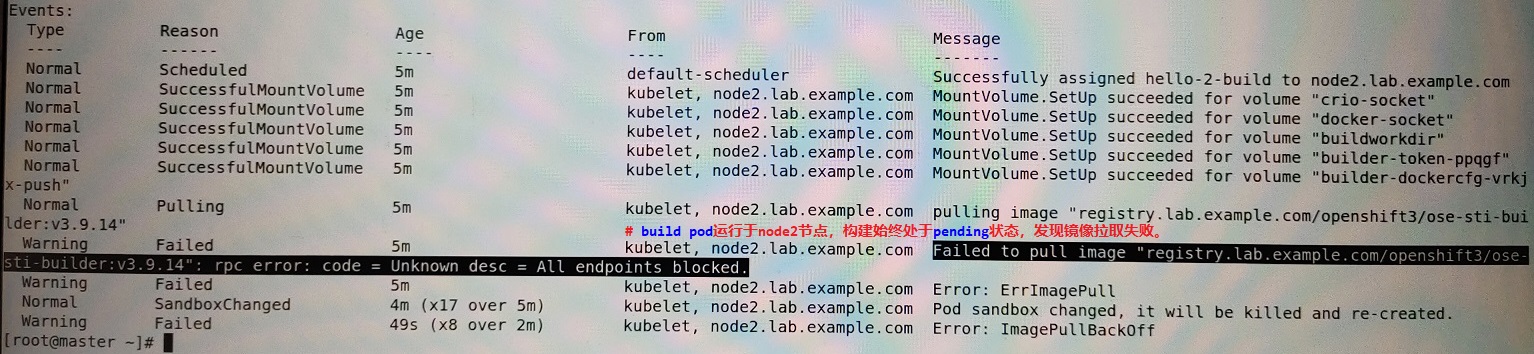 Events:
Type Reason Age From Message
---- ------ ---- ---- -------
Normal Scheduled 5m default-scheduler Successfully assigned hello-2-build to node2.lab.example.com
Normal SuccessfulMountVolume 5m kubelet, node2.lab.example.com MountVolume.SetUp succeeded for volume "crio-socket"
Normal SuccessfulMountVolume 5m kubelet, node2.lab.example.com MountVolume.SetUp succeeded for volume "docker-socket"
Normal SuccessfulMountVolume 5m kubelet, node2.lab.example.com MountVolume.SetUp succeeded for volume "buildworkdir"
Normal SuccessfulMountVolume 5m kubelet, node2.lab.example.com MountVolume.SetUp succeeded for volume "builder-token-ppqgf"
Normal SuccessfulMountVolume 5m kubelet, node2.lab.example.com MountVolume.SetUp succeeded for volume "builder-dockercfg-vrkj
x-push"
Normal Pulling 5m kubelet, node2.lab.example.com pulling image "registry.lab.example.com/openshift3/ose-sti-bui
lder:v3.9.14"
# build pod运行于node2节点，构建始终处于pending状态，发现镜像拉取失败。
Warning Failed 5m kubelet, node2.lab.example.com Failed to pull image "registry.lab.example.com/openshift3/ose-
sti-builder:v3.9.14": rpc error: code = Unknown desc = All endpoints blocked.
Warning Failed 5m kubelet, node2.lab.example.com Error: ErrImagePull
Normal SandboxChanged 4m (x17 over 5m) kubelet, node2.lab.example.com Pod sandbox changed, it will be killed and re-created.
Warning Failed 49s (x8 over 2m) kubelet, node2.lab.example.com Error: ImagePullBackOff
[root@master ~]#